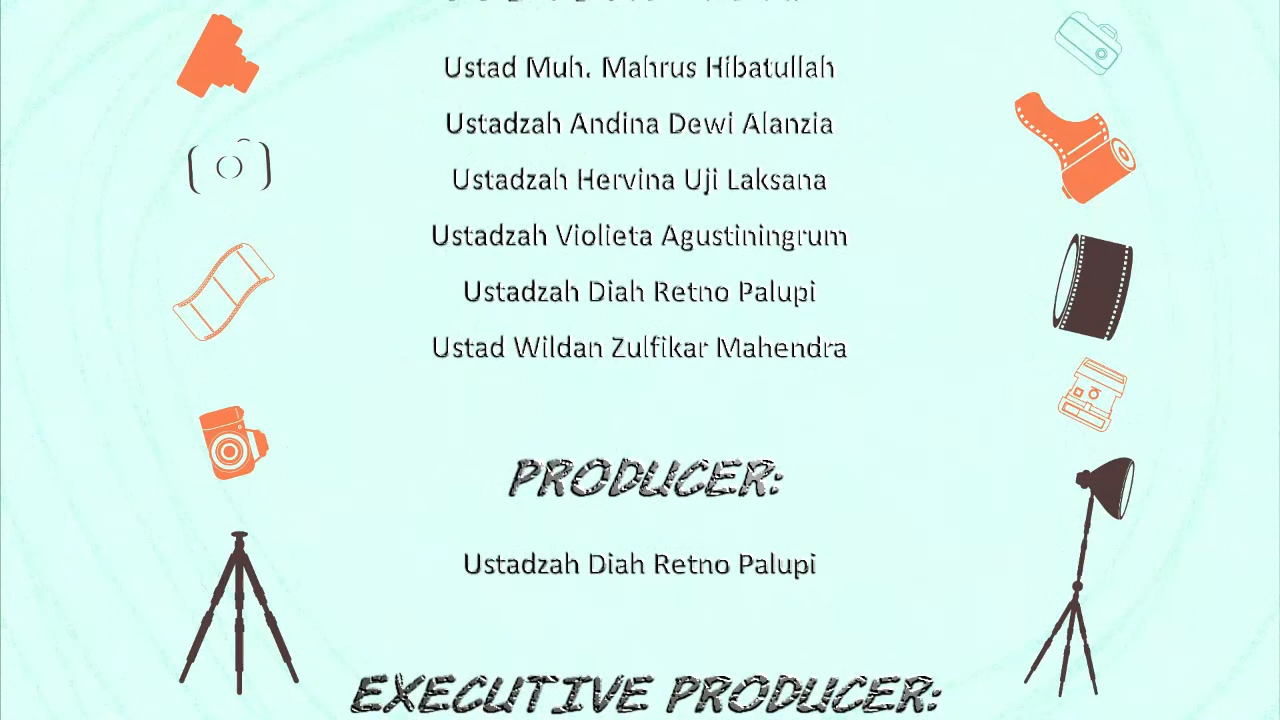 Ustad Muh. Mahrus Hibatullah
Ustadzah Andina Dewi Alanzia
Ustadzah Hervina Uji Laksana
Ustadzah Violieta Agustiningrum
Ustadzah Diah Retno Palupi
Ustad Wildan Zulfikar Mahendra
PRODUCER:
Ustadzah Diah Retno Palupi
EXECUTIVE PRODUCER: